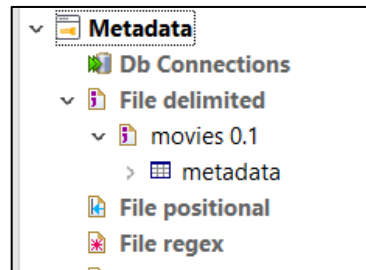 Metadata
Db Connections
File delimited
movies 0.1
metadata
File positional
File regex